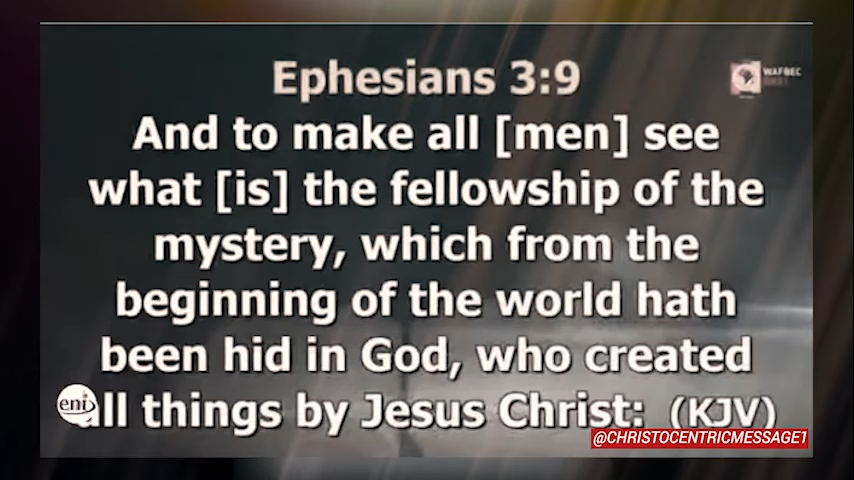 Ephesians 3:9
WAFBEC
And to make all [men] see
what [is] the fellowship of the
mystery, which from the
beginning of the world hath
been hid in God, who created
all things by Jesus Christ: (KJV)
eni
@CHRISTOCENTRICMESSAGE1